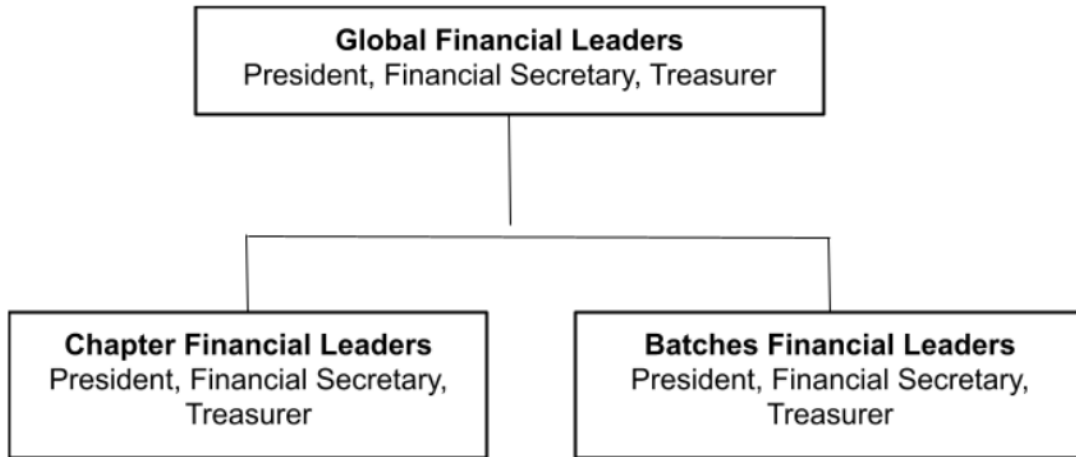 Global Financial Leaders
President, Financial Secretary, Treasurer
Chapter Financial Leaders
President, Financial Secretary,
Treasurer
Batches Financial Leaders
President, Financial Secretary,
Treasurer